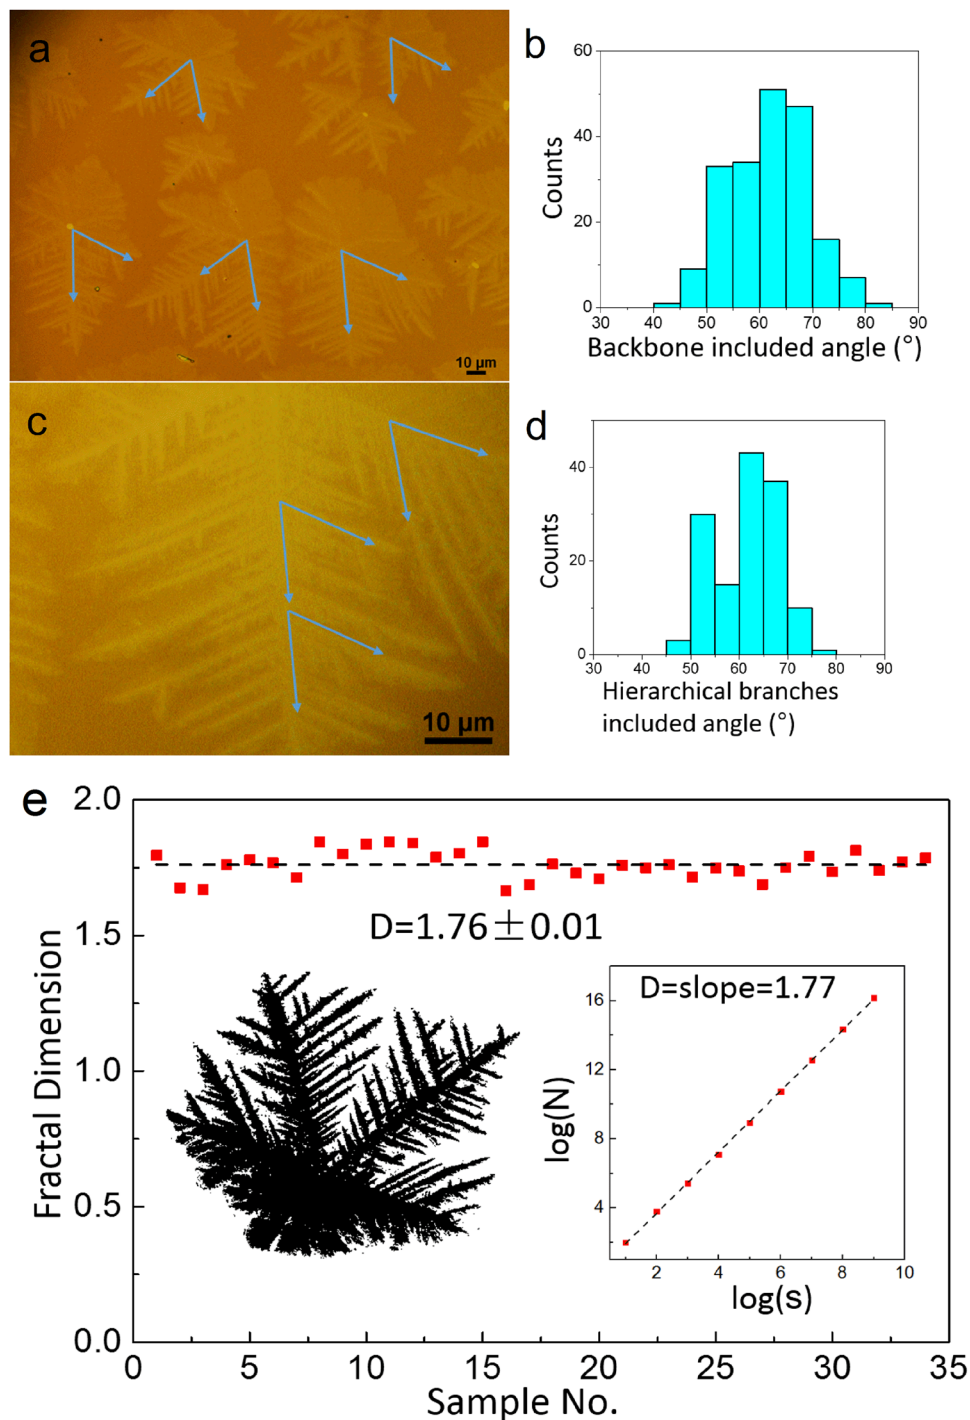 a
10 µm
b
60
40
20
0
Counts
30 40 50 60 70 80 90
Backbone included angle (°)
c
10 µm
d
40
20
0
Counts
30 40 50 60 70 80 90
Hierarchical branches
included angle (°)
e
2.0
1.5
1.0
0.5
0.0
Fractal Dimension
D=1.76±0.01
D=slope=1.77
16
12
8
4
log(N)
2 4 6 8 10
log(s)
0 5 10 15 20 25 30 35
Sample No.